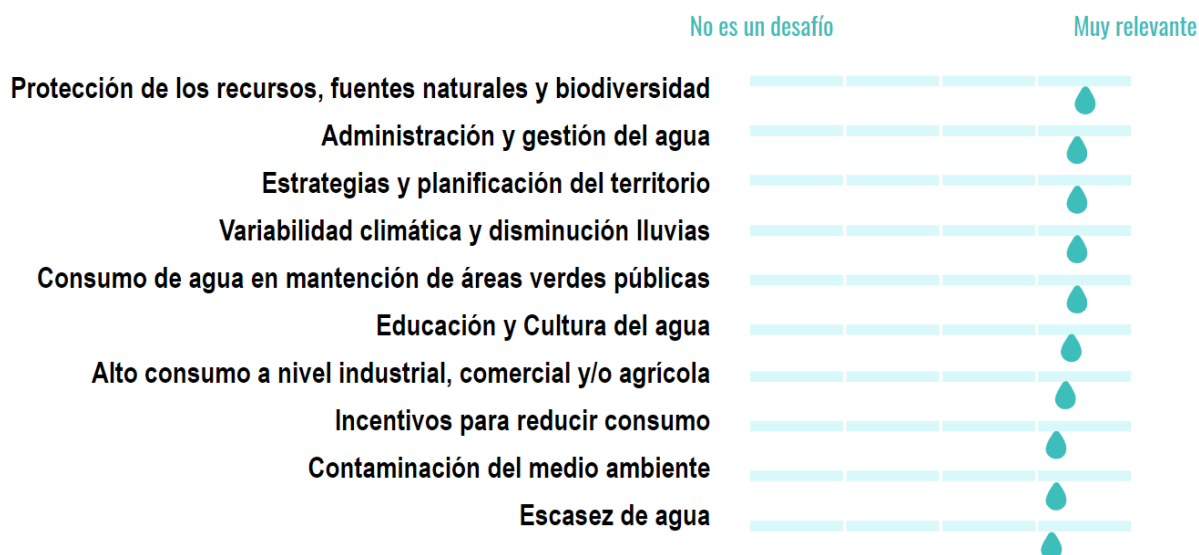 No es un desafío
Muy relevante
Protección de los recursos, fuentes naturales y biodiversidad
Administración y gestión del agua
Estrategias y planificación del territorio
Variabilidad climática y disminución lluvias
Consumo de agua en mantención de áreas verdes públicas
Educación y Cultura del agua
Alto consumo a nivel industrial, comercial y/o agrícola
Incentivos para reducir consumo
Contaminación del medio ambiente
Escasez de agua